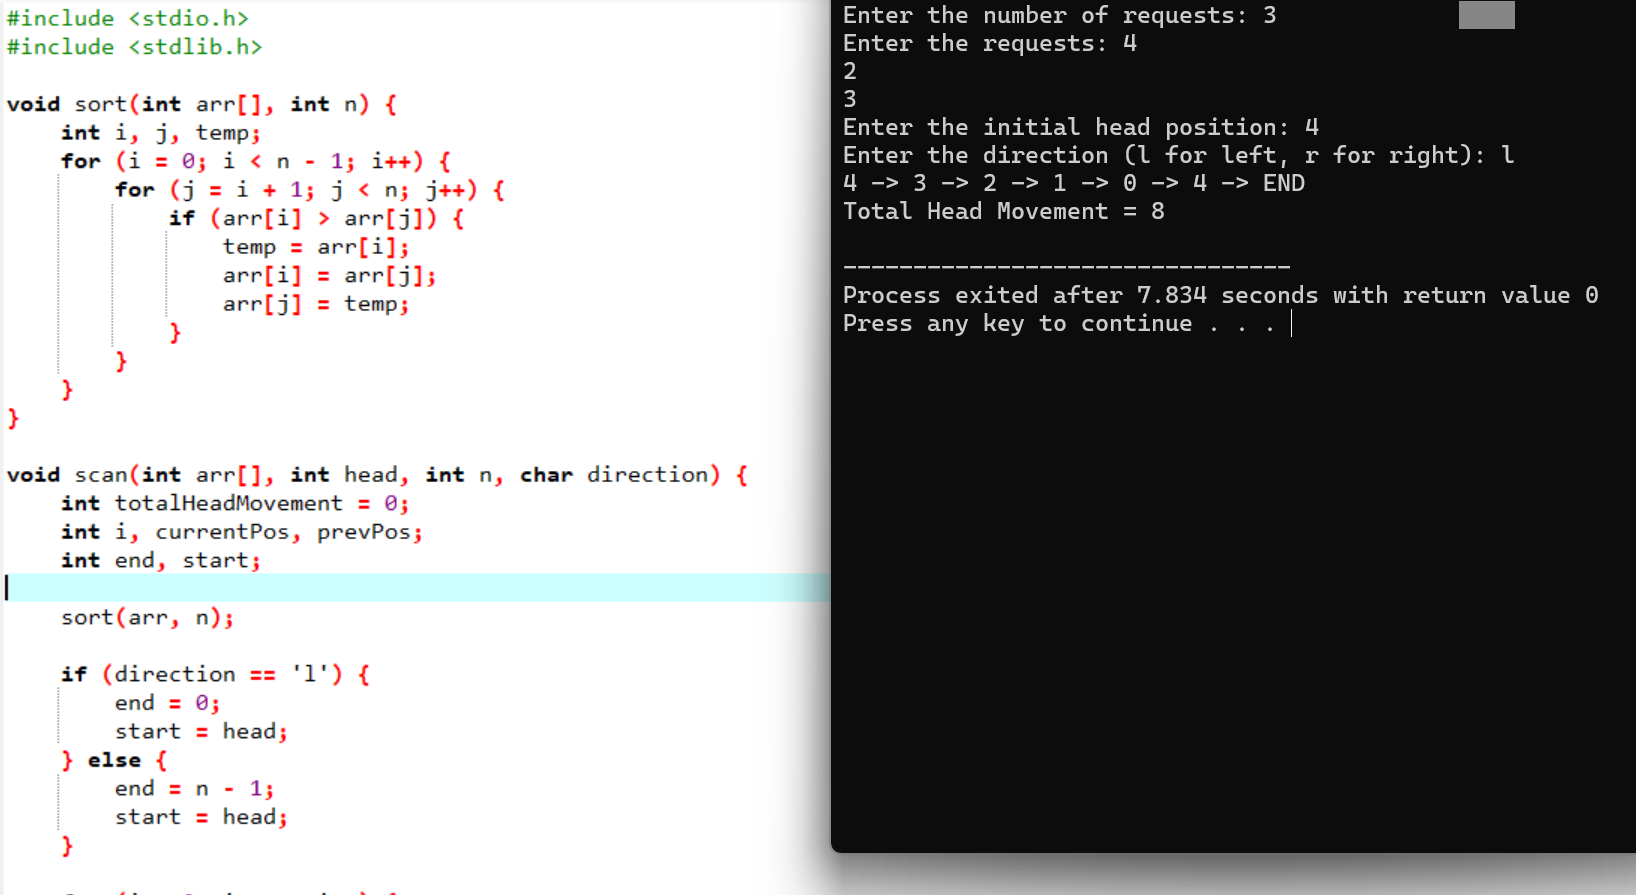 #include <stdio.h>
#include <stdlib.h>
void sort(int arr[], int n) {
    int i, j, temp;
    for (i = 0; i < n - 1; i++) {
        for (j = i + 1; j < n; j++) {
            if (arr[i] > arr[j]) {
                temp = arr[i];
                arr[i] = arr[j];
                arr[j] = temp;
            }
        }
    }
}
void scan(int arr[], int head, int n, char direction) {
    int totalHeadMovement = 0;
    int i, currentPos, prevPos;
    int end, start;
    sort(arr, n);
    if (direction == 'l') {
        end = 0;
        start = head;
    } else {
        end = n - 1;
        start = head;
    }
Enter the number of requests: 3
Enter the requests: 4
2
3
Enter the initial head position: 4
Enter the direction (l for left, r for right): l
4 -> 3 -> 2 -> 1 -> 0 -> 4 -> END
Total Head Movement = 8
--------------------------------
Process exited after 7.834 seconds with return value 0
Press any key to continue . . .